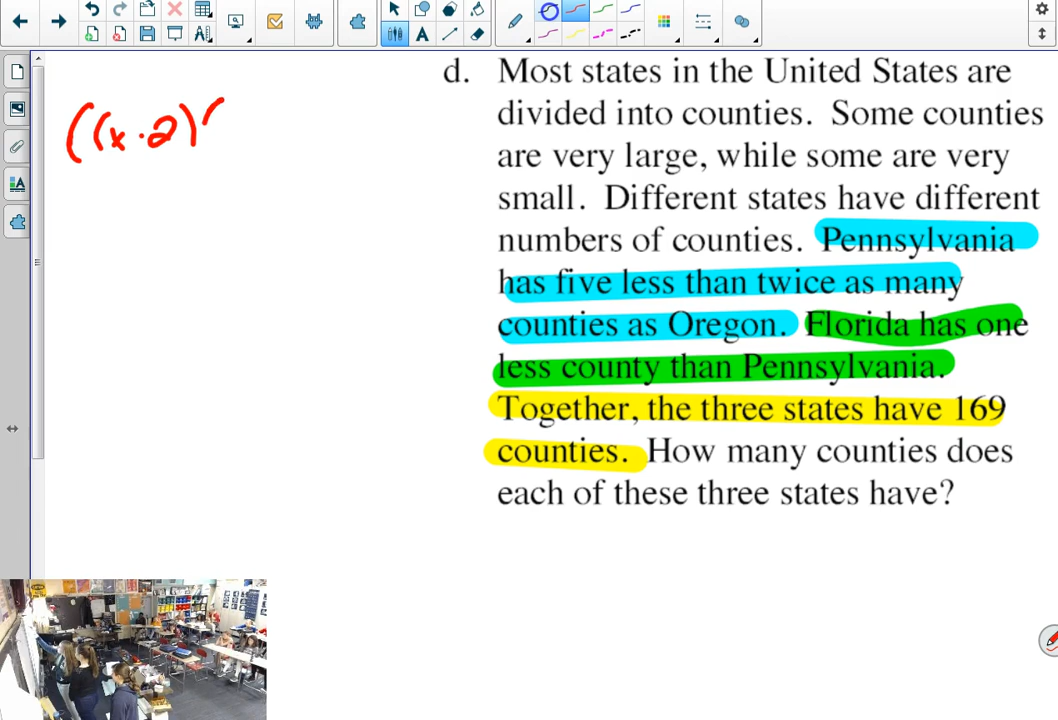 ((x·2)(
d. Most states in the United States are
divided into counties. Some counties
are very large, while some are very
small. Different states have different
numbers of counties. Pennsylvania
has five less than twice as many
counties as Oregon. Florida has one
less county than Pennsylvania.
Together, the three states have 169
counties. How many counties does
each of these three states have?